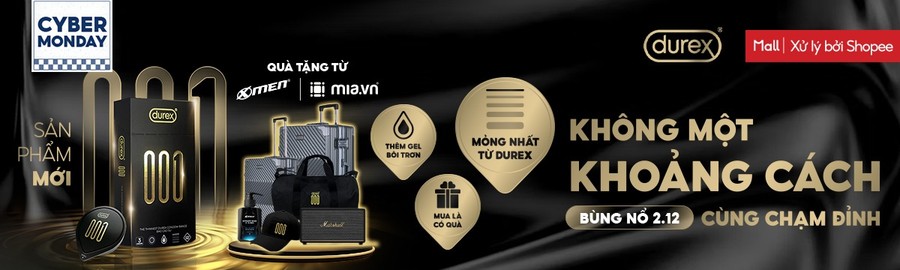 CYBER
MONDAY
SẢN
PHẨM
MỚI
durex
001
QUÀ TẶNG TỪ
XMEN | mia.vn
Marshall
THÊM GEL
BÔI TRƠN
MỎNG NHẤT
TỪ DUREX
MUA LÀ
CÓ QUÀ
durex
Mall | Xử lý bởi Shopee
KHÔNG MỘT
KHOẢNG CÁCH
BÙNG NỔ 2.12 CÙNG CHẠM ĐỈNH